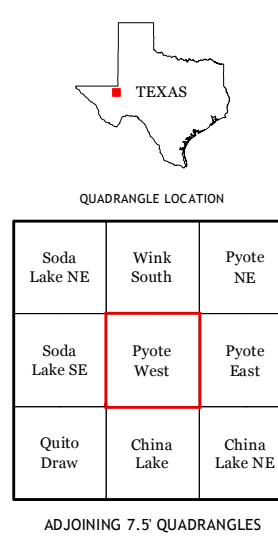 TEXAS
QUADRANGLE LOCATION
Soda
Lake NE
Wink
South
Pyote
NE
Soda
Lake SE
Pyote
West
Pyote
East
Quito
Draw
China
Lake
China
Lake NE
ADJOINING 7.5' QUADRANGLES